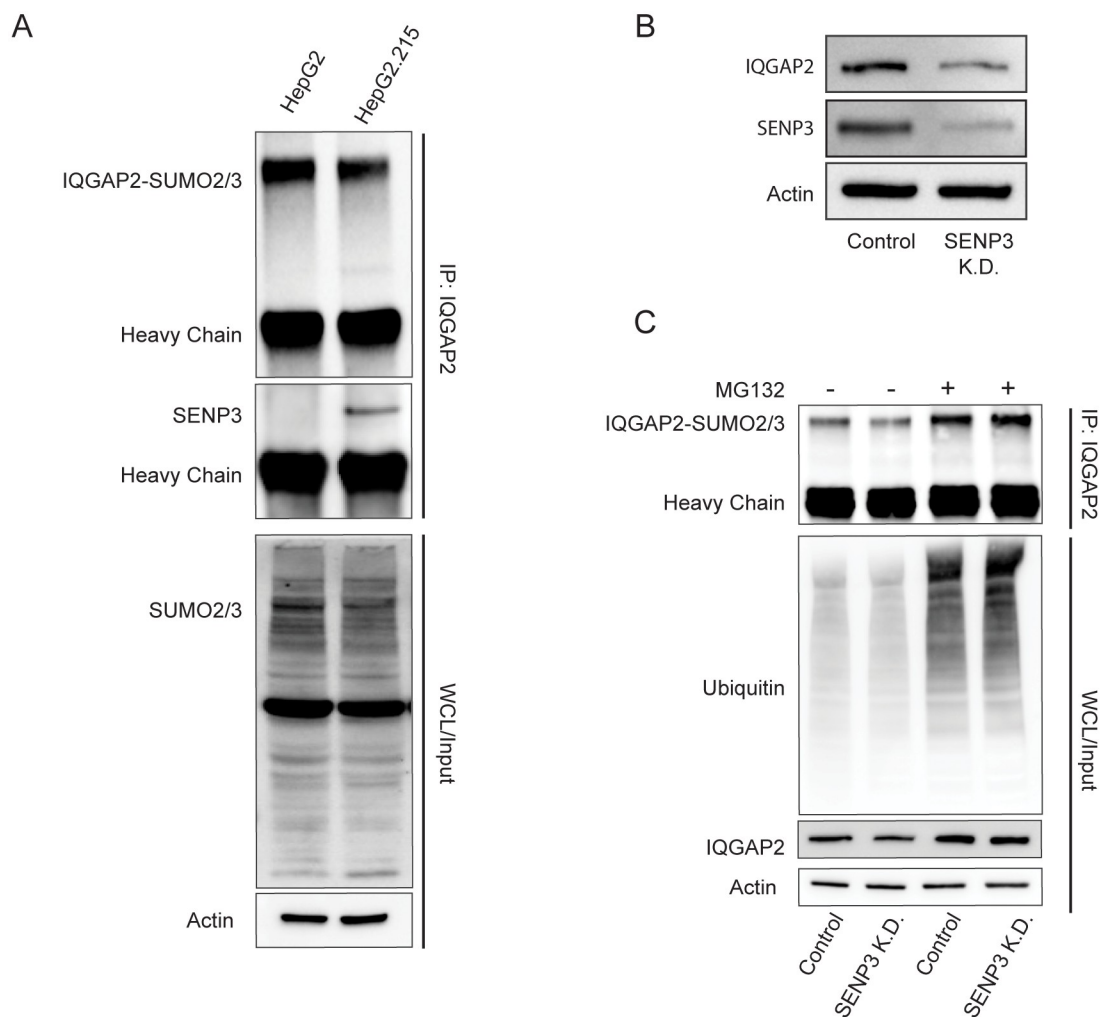 A
HepG2
HepG2.215
IQGAP2-SUMO2/3
Heavy Chain
SENP3
Heavy Chain
IP: IQGAP2
SUMO2/3
Actin
WCL/Input
B
IQGAP2
SENP3
Actin
Control
SENP3
K.D.
C
MG132 - - + +
IQGAP2-SUMO2/3
Heavy Chain
IP: IQGAP2
Ubiquitin
IQGAP2
Actin
WCL/Input
Control
SENP3 K.D.
Control
SENP3 K.D.